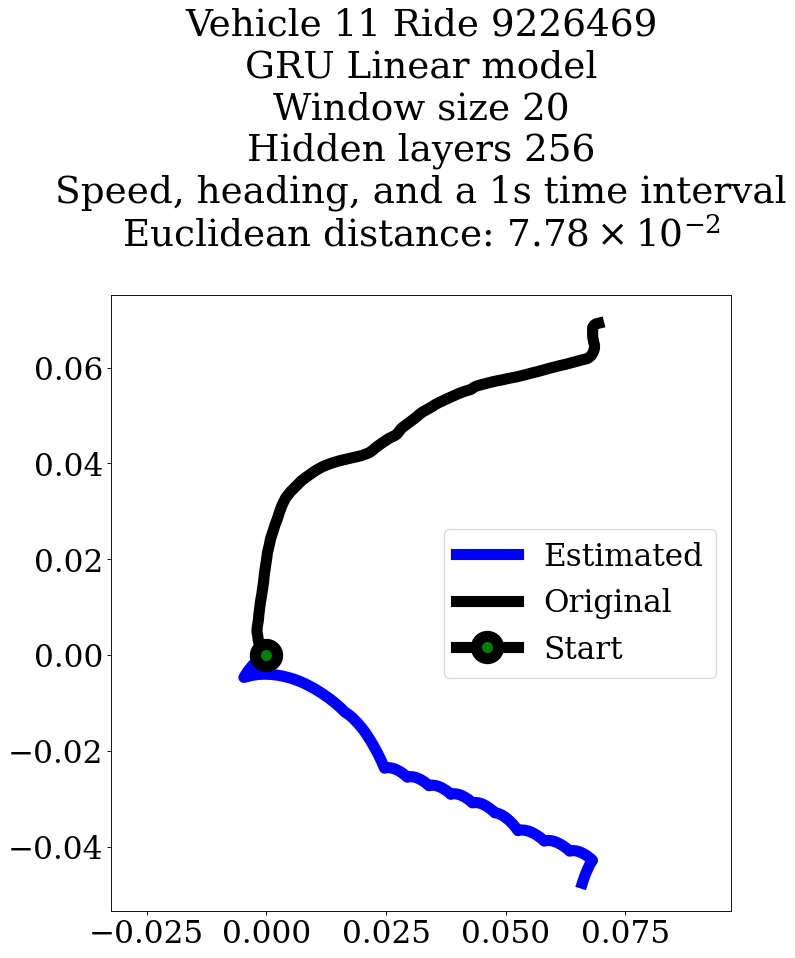 Vehicle 11 Ride 9226469
GRU Linear model
Window size 20
Hidden layers 256
Speed, heading, and a 1s time interval
Euclidean distance: 7.78 × 10⁻²
0.06
0.04
0.02
0.00
−0.02
−0.04
Estimated
Original
Start
−0.025 0.000 0.025 0.050 0.075